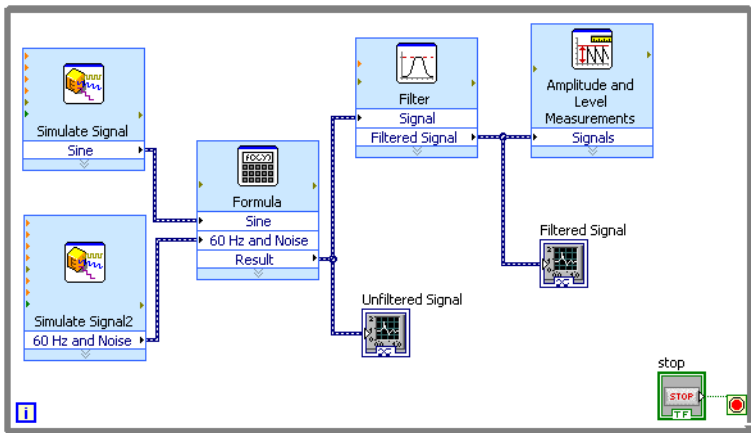 Simulate Signal
Sine
Simulate Signal2
60 Hz and Noise
f(x,y)
Formula
Sine
60 Hz and Noise
Result
Filter
Signal
Filtered Signal
Amplitude and
Level
Measurements
Signals
Unfiltered Signal
Filtered Signal
stop
STOP
TF
i